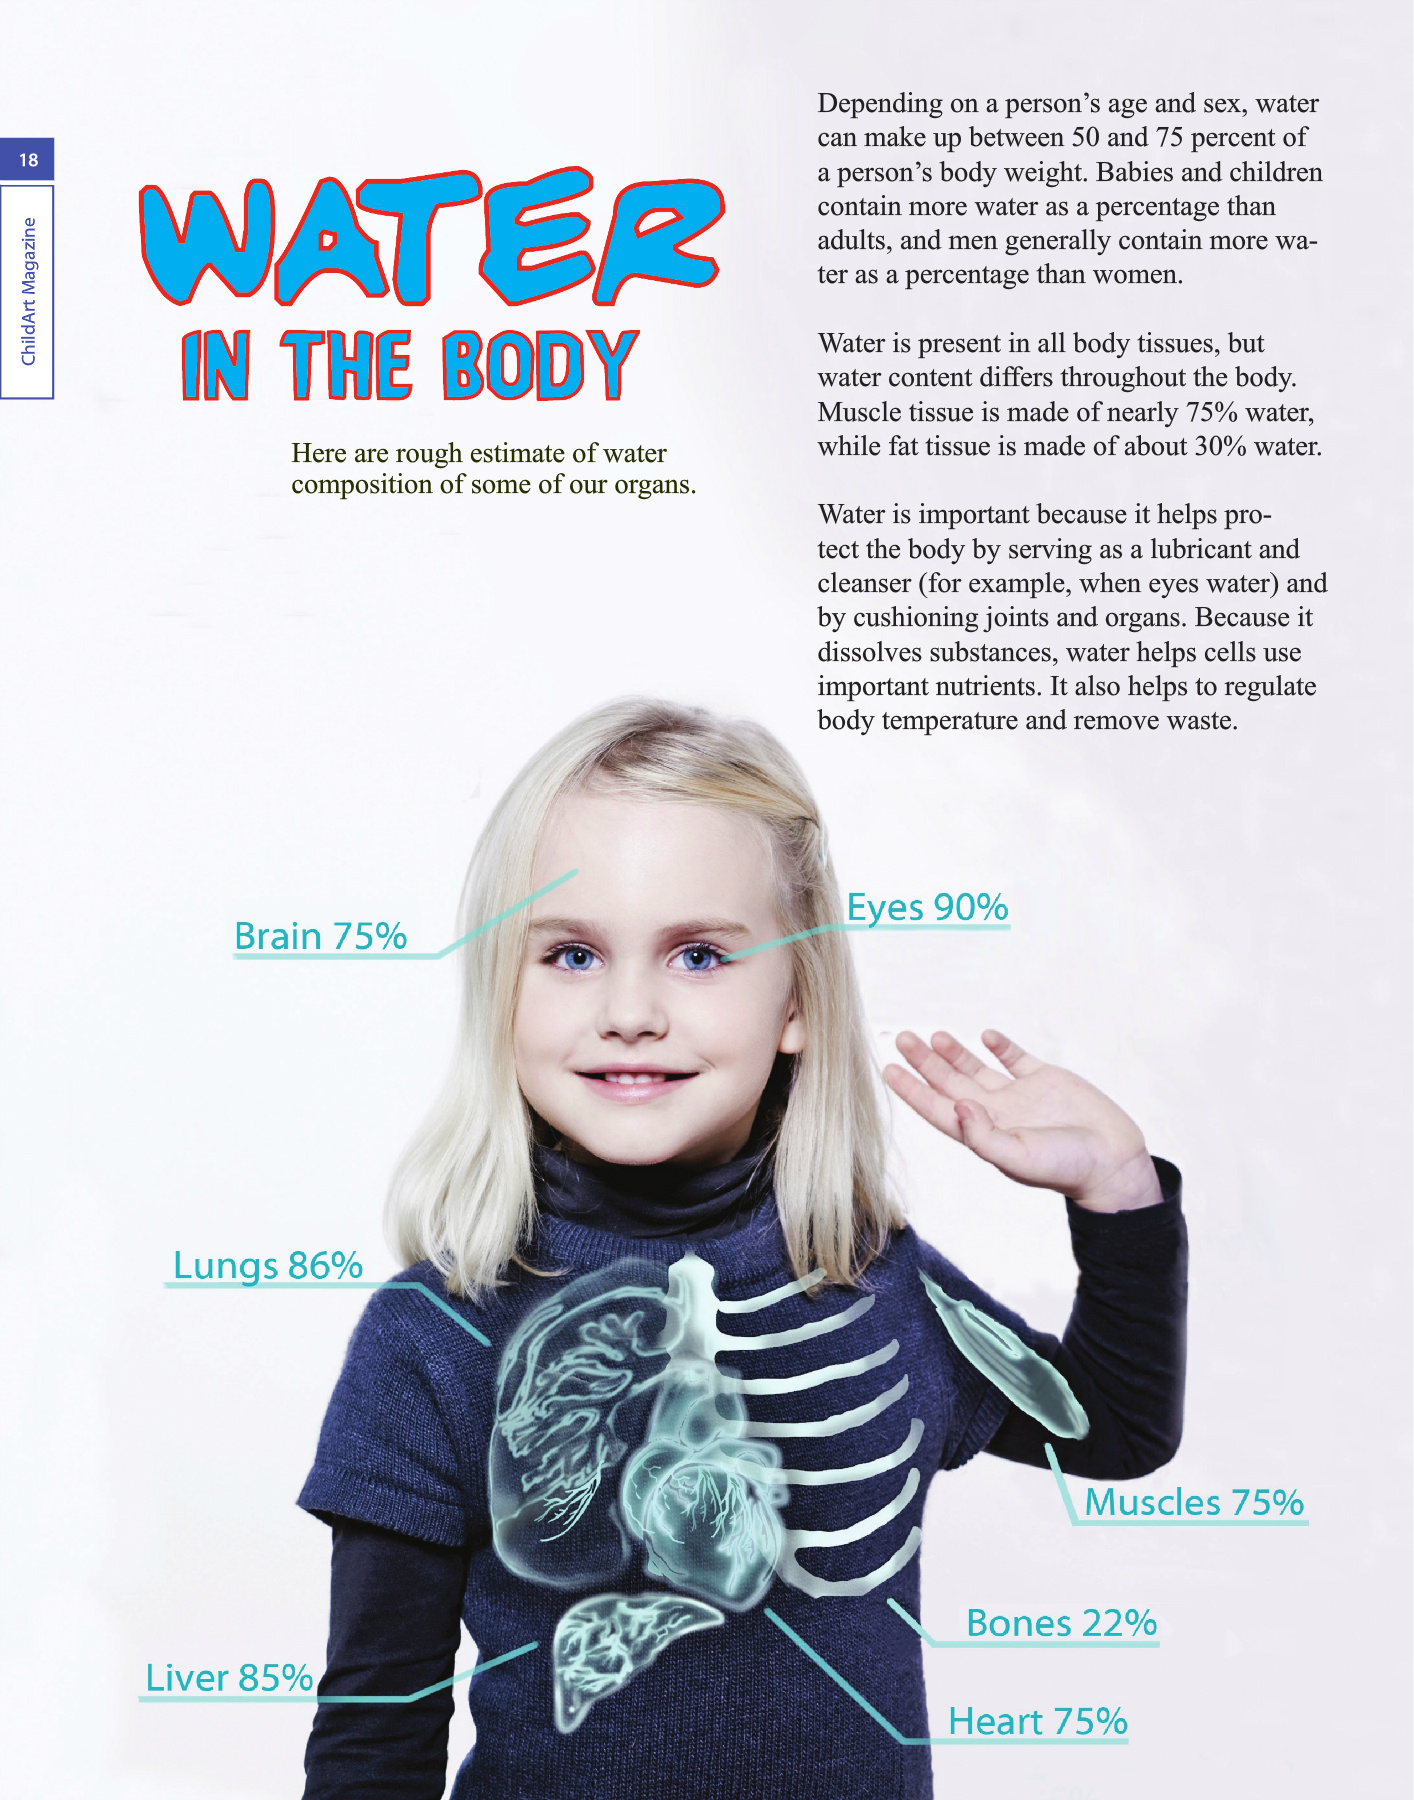 18
ChildArt Magazine
WATER
IN THE BODY
Here are rough estimate of water
composition of some of our organs.
Depending on a person’s age and sex, water
can make up between 50 and 75 percent of
a person’s body weight. Babies and children
contain more water as a percentage than
adults, and men generally contain more wa-
ter as a percentage than women.
Water is present in all body tissues, but
water content differs throughout the body.
Muscle tissue is made of nearly 75% water,
while fat tissue is made of about 30% water.
Water is important because it helps pro-
tect the body by serving as a lubricant and
cleanser (for example, when eyes water) and
by cushioning joints and organs. Because it
dissolves substances, water helps cells use
important nutrients. It also helps to regulate
body temperature and remove waste.
Brain 75%
Eyes 90%
Lungs 86%
Muscles 75%
Bones 22%
Liver 85%
Heart 75%